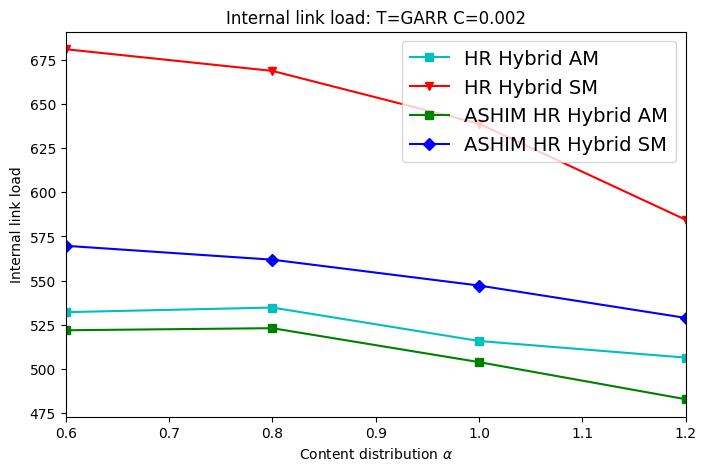 Internal link load: T=GARR C=0.002
HR Hybrid AM
HR Hybrid SM
ASHIM HR Hybrid AM
ASHIM HR Hybrid SM
Internal link load
675
650
625
600
575
550
525
500
475
0.6
0.7
0.8
0.9
1.0
1.1
1.2
Content distribution α